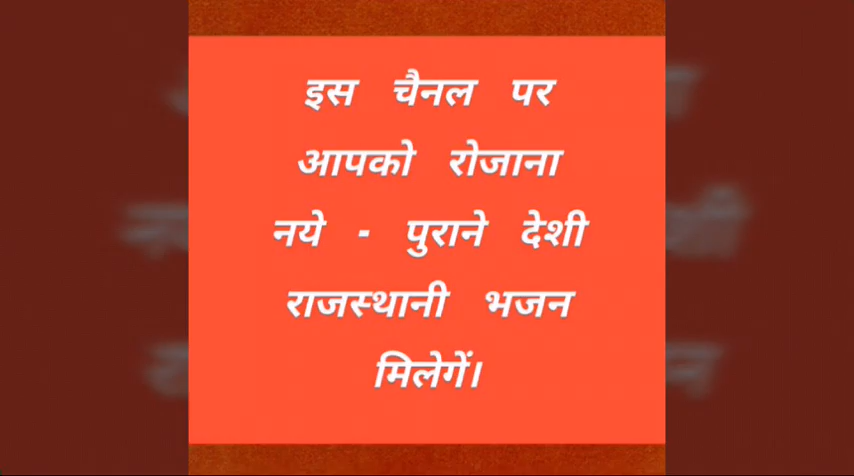 इस चैनल पर
आपको रोजाना
नये - पुराने देशी
राजस्थानी भजन
मिलेगें।